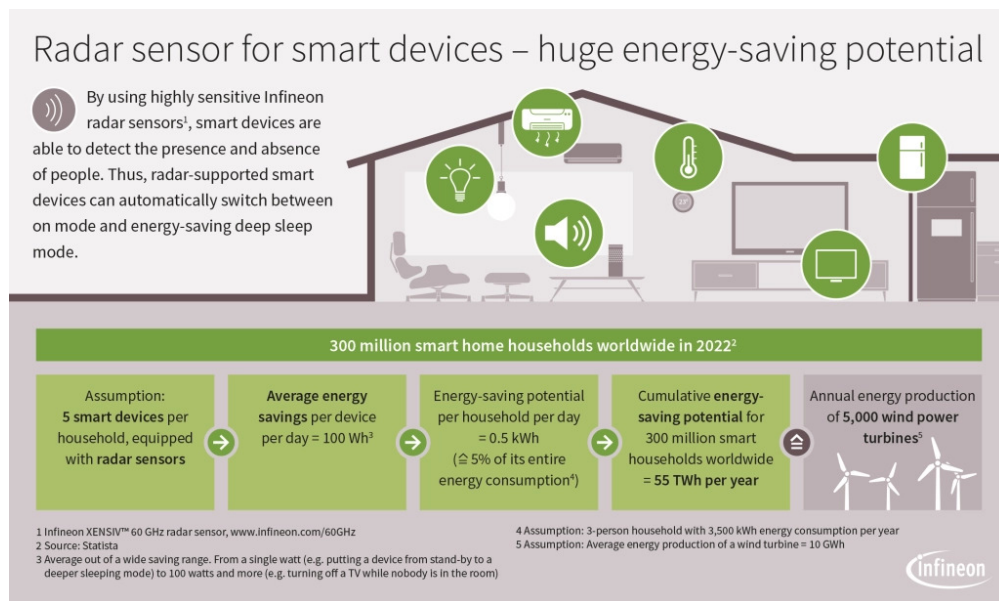 Radar sensor for smart devices – huge energy-saving potential
By using highly sensitive Infineon
radar sensors¹, smart devices are
able to detect the presence and absence
of people. Thus, radar-supported smart
devices can automatically switch between
on mode and energy-saving deep sleep
mode.
23°
300 million smart home households worldwide in 2022²
Assumption:
5 smart devices per
household, equipped
with radar sensors
Average energy
savings per device
per day = 100 Wh³
Energy-saving potential
per household per day
= 0.5 kWh
(≙ 5% of its entire
energy consumption⁴)
Cumulative energy-
saving potential for
300 million smart
households worldwide
= 55 TWh per year
≙
Annual energy production
of 5,000 wind power
turbines⁵
1 Infineon XENSIV™ 60 GHz radar sensor, www.infineon.com/60GHz
2 Source: Statista
3 Average out of a wide saving range. From a single watt (e.g. putting a device from stand-by to a
deeper sleeping mode) to 100 watts and more (e.g. turning off a TV while nobody is in the room)
4 Assumption: 3-person household with 3,500 kWh energy consumption per year
5 Assumption: Average energy production of a wind turbine = 10 GWh
infineon